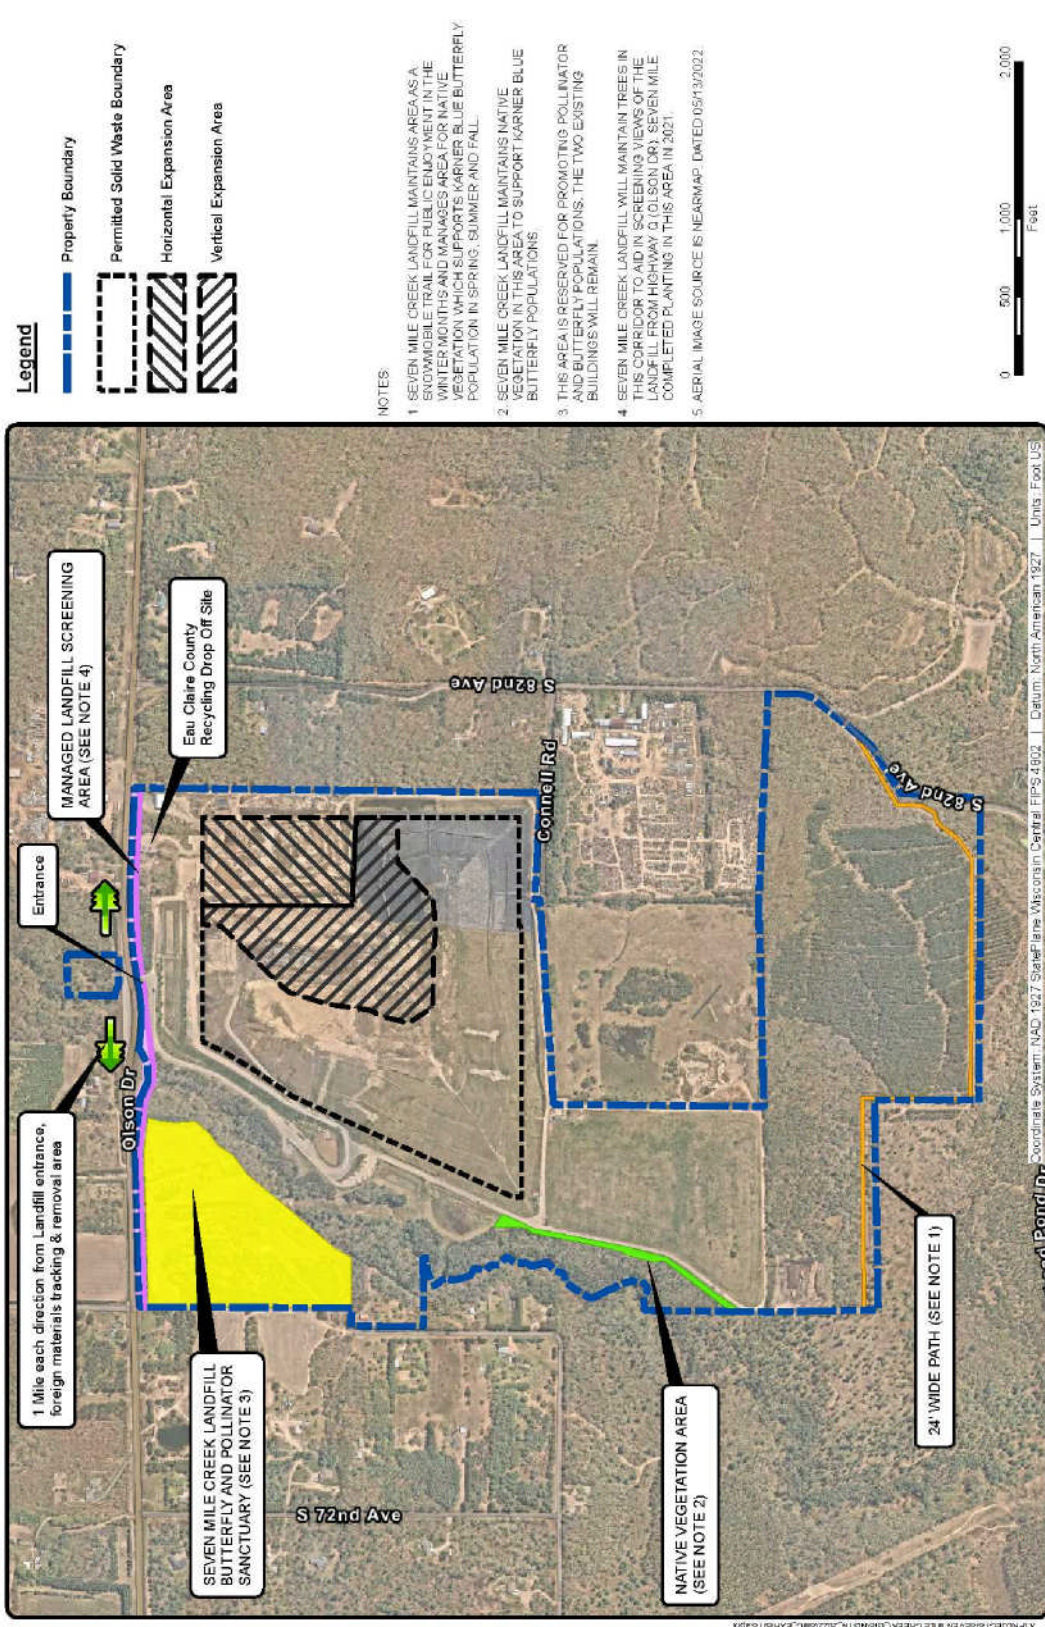 Legend
Property Boundary
Permitted Solid Waste Boundary
Horizontal Expansion Area
Vertical Expansion Area
NOTES:
1. SEVEN MILE CREEK LANDFILL MAINTAINS AREA AS A
SNOWMOBILE TRAIL FOR PUBLIC ENJOYMENT IN THE
WINTER MONTHS AND MANAGES AREA FOR NATIVE
VEGETATION WHICH SUPPORTS KARNER BLUE BUTTERFLY
POPULATION IN SPRING, SUMMER AND FALL.
2. SEVEN MILE CREEK LANDFILL MAINTAINS NATIVE
VEGETATION IN THIS AREA TO SUPPORT KARNER BLUE
BUTTERFLY POPULATIONS.
3. THIS AREA IS RESERVED FOR PROMOTING POLLINATOR
AND BUTTERFLY POPULATIONS. THE TWO EXISTING
BUILDINGS WILL REMAIN.
4. SEVEN MILE CREEK LANDFILL WILL MAINTAIN TREES IN
THIS CORRIDOR TO AID IN SCREENING VIEWS OF THE
LANDFILL FROM HIGHWAY Q (OLSON DR). SEVEN MILE
COMPLETED PLANTING IN THIS AREA IN 2021.
5. AERIAL IMAGE SOURCE IS NEARMAP, DATED 05/13/2022.
0 500 1,000 2,000
Feet
1 Mile each direction from Landfill entrance,
foreign materials tracking & removal area
Entrance
MANAGED LANDFILL SCREENING
AREA (SEE NOTE 4)
Olson Dr
Eau Claire County
Recycling Drop Off Site
SEVEN MILE CREEK LANDFILL
BUTTERFLY AND POLLINATOR
SANCTUARY (SEE NOTE 3)
S 72nd Ave
S 82nd Ave
Connell Rd
NATIVE VEGETATION AREA
(SEE NOTE 2)
S 82nd Ave
24' WIDE PATH (SEE NOTE 1)
Pond Dr
Coordinate System: NAD 1927 StatePlane Wisconsin Central FIPS 4802 | Datum: North American 1927 | Units: Foot US